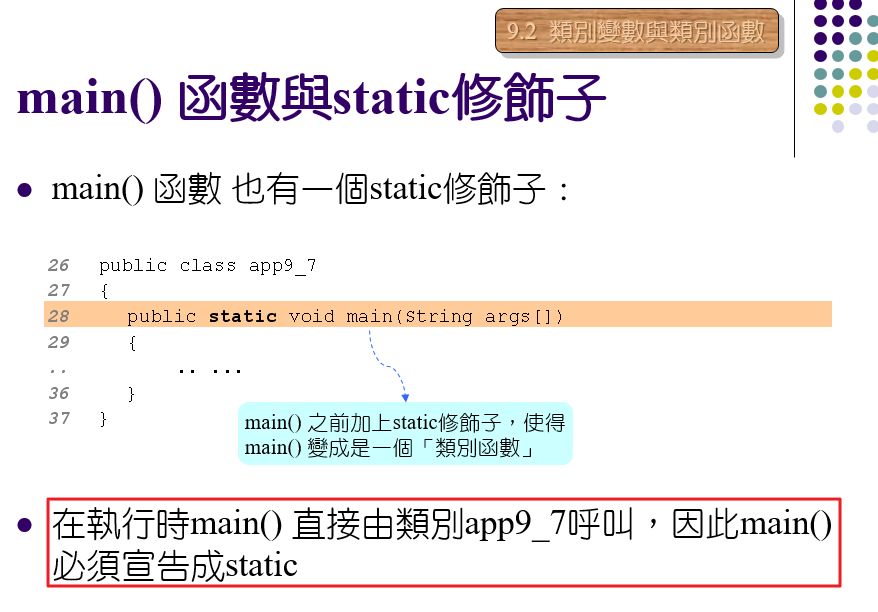 9.2 類別變數與類別函數
main() 函數與static修飾子
● main() 函數 也有一個static修飾子：
26 public class app9_7
27 {
28 public static void main(String args[])
29 {
.. .. ...
36 }
37 }
main() 之前加上static修飾子，使得
main() 變成是一個「類別函數」
● 在執行時main() 直接由類別app9_7呼叫，因此main()
必須宣告成static